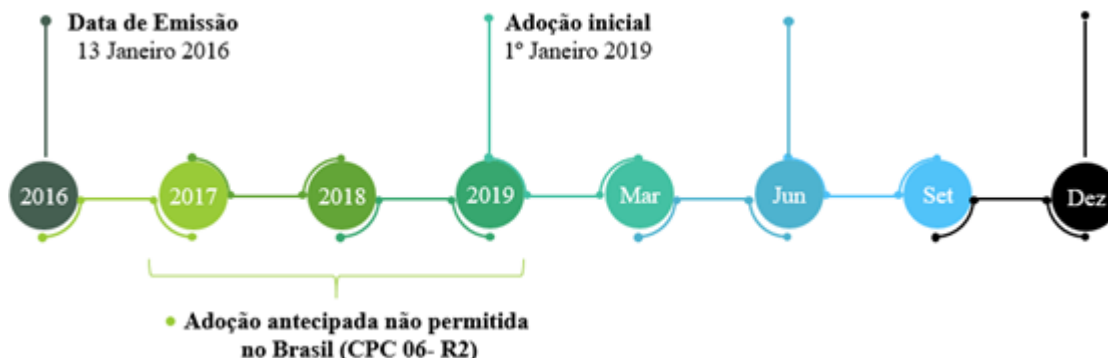 Data de Emissão
13 Janeiro 2016
Adoção inicial
1º Janeiro 2019
2016
2017
2018
2019
Mar
Jun
Set
Dez
Adoção antecipada não permitida
no Brasil (CPC 06- R2)